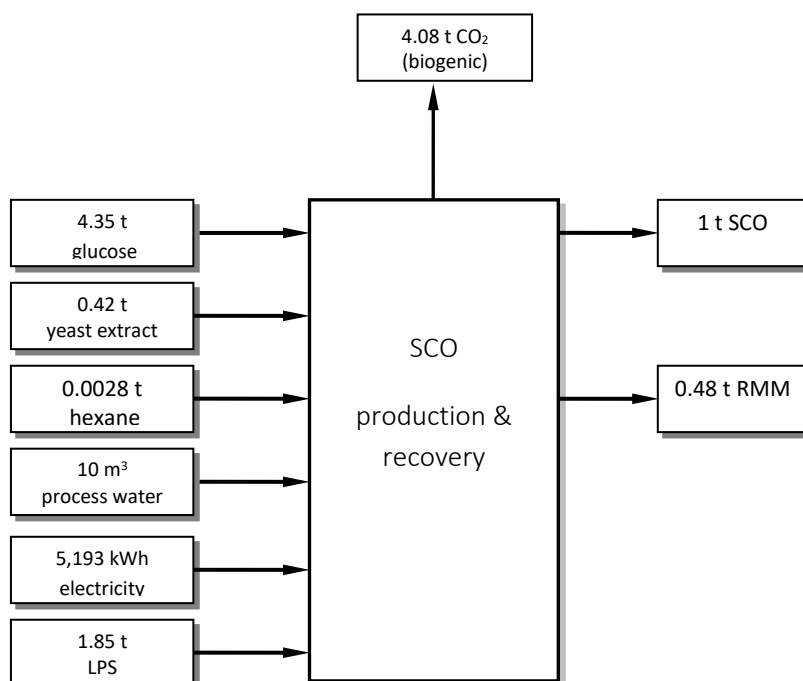 4.08 t CO₂
(biogenic)
4.35 t
glucose
0.42 t
yeast extract
0.0028 t
hexane
10 m³
process water
5,193 kWh
electricity
1.85 t
LPS
SCO
production &
recovery
1 t SCO
0.48 t RMM